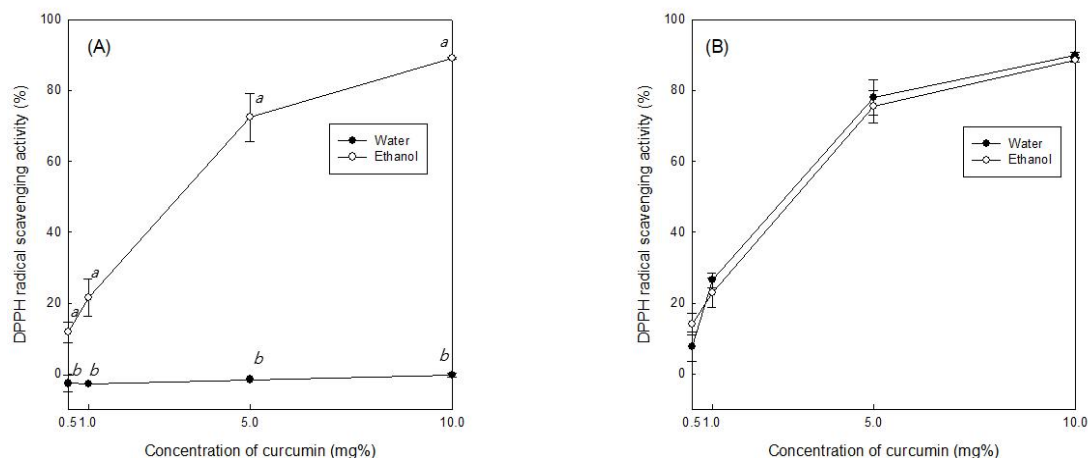 (A)
DPPH radical scavenging activity (%)
100
80
60
40
20
0
a
a
a
a
b
b
b
b
Water
Ethanol
0.5
1.0
5.0
10.0
Concentration of curcumin (mg%)
(B)
DPPH radical scavenging activity (%)
100
80
60
40
20
0
Water
Ethanol
0.5
1.0
5.0
10.0
Concentration of curcumin (mg%)